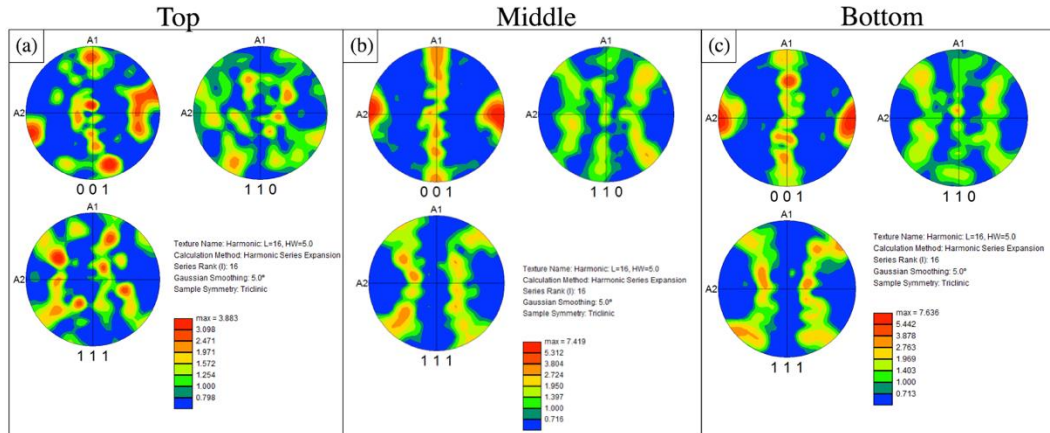 Top
Middle
Bottom
(a)
A1
A2
0 0 1
1 1 0
A1
A2
1 1 1
Texture Name: Harmonic: L=16, HW=5.0
Calculation Method: Harmonic Series Expansion
Series Rank (l): 16
Gaussian Smoothing: 5.0°
Sample Symmetry: Triclinic
max = 3.883
3.098
2.471
1.971
1.572
1.254
1.000
0.798
(b)
A1
A2
0 0 1
A1
A2
1 1 0
A1
A2
1 1 1
Texture Name: Harmonic: L=16, HW=5.0
Calculation Method: Harmonic Series Expansion
Series Rank (l): 16
Gaussian Smoothing: 5.0°
Sample Symmetry: Triclinic
max = 7.419
5.312
3.804
2.724
1.950
1.397
1.000
0.716
(c)
A1
A2
0 0 1
A1
A2
1 1 0
A1
A2
1 1 1
Texture Name: Harmonic: L=16, HW=5.0
Calculation Method: Harmonic Series Expansion
Series Rank (l): 16
Gaussian Smoothing: 5.0°
Sample Symmetry: Triclinic
max = 7.636
5.442
3.878
2.763
1.969
1.403
1.000
0.713